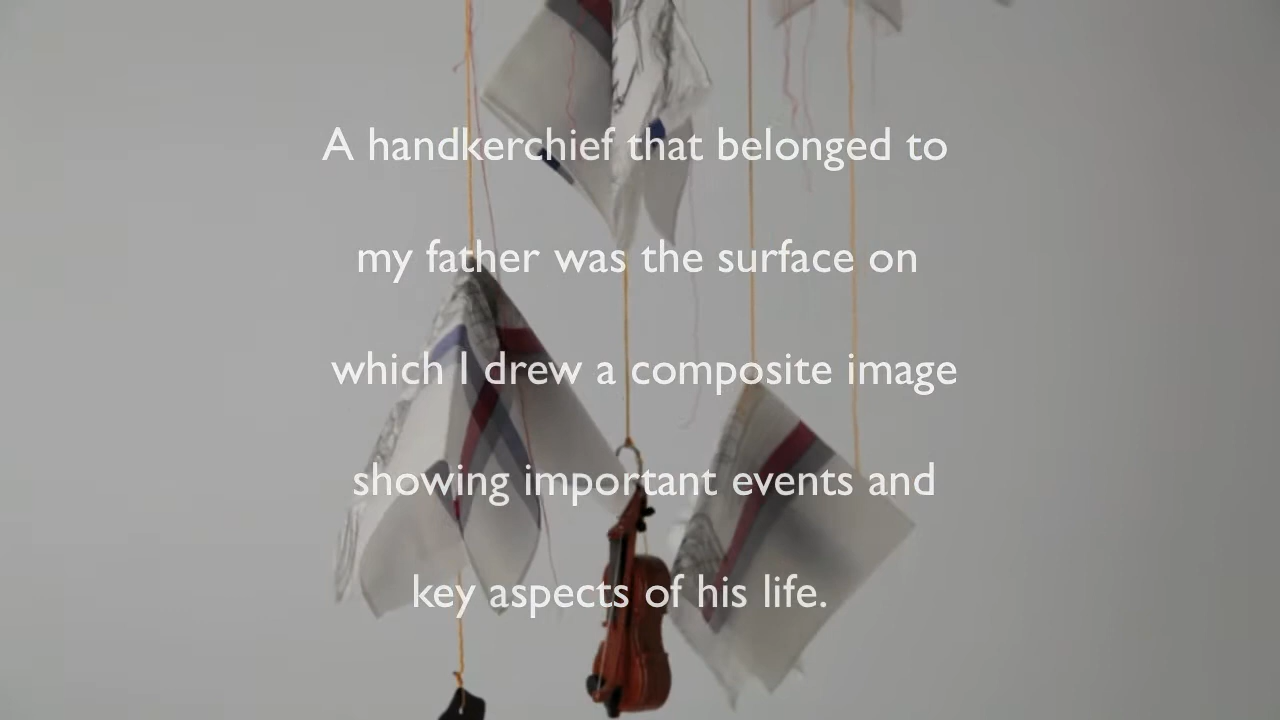 A handkerchief that belonged to
my father was the surface on
which I drew a composite image
showing important events and
key aspects of his life.